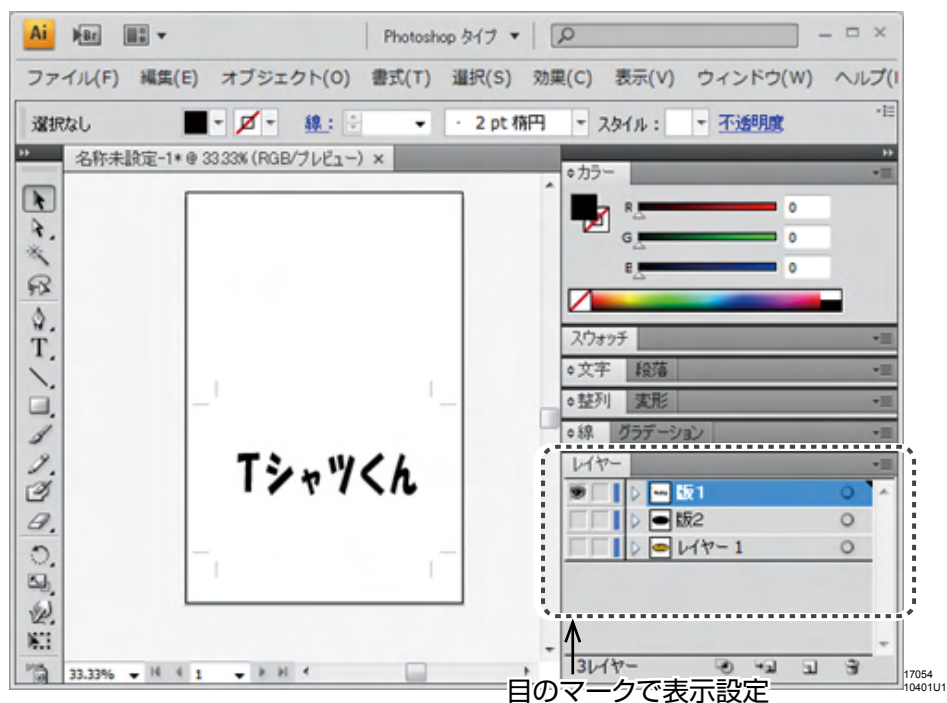 Ai Br Photoshop タイプ
ファイル(F) 編集(E) オブジェクト(O) 書式(T) 選択(S) 効果(C) 表示(V) ウィンドウ(W) ヘルプ(
選択なし 線: 2 pt 楕円 スタイル: 不透明度
名称未設定-1* @ 33.33% (RGB/プレビュー) ×
カラー
R 0
G 0
B 0
スウォッチ
文字 段落
整列 変形
線 グラデーション
レイヤー
版1
版2
レイヤー 1
Tシャツくん
T
33.33% 1
3レイヤー
目のマークで表示設定
17054
10401U1